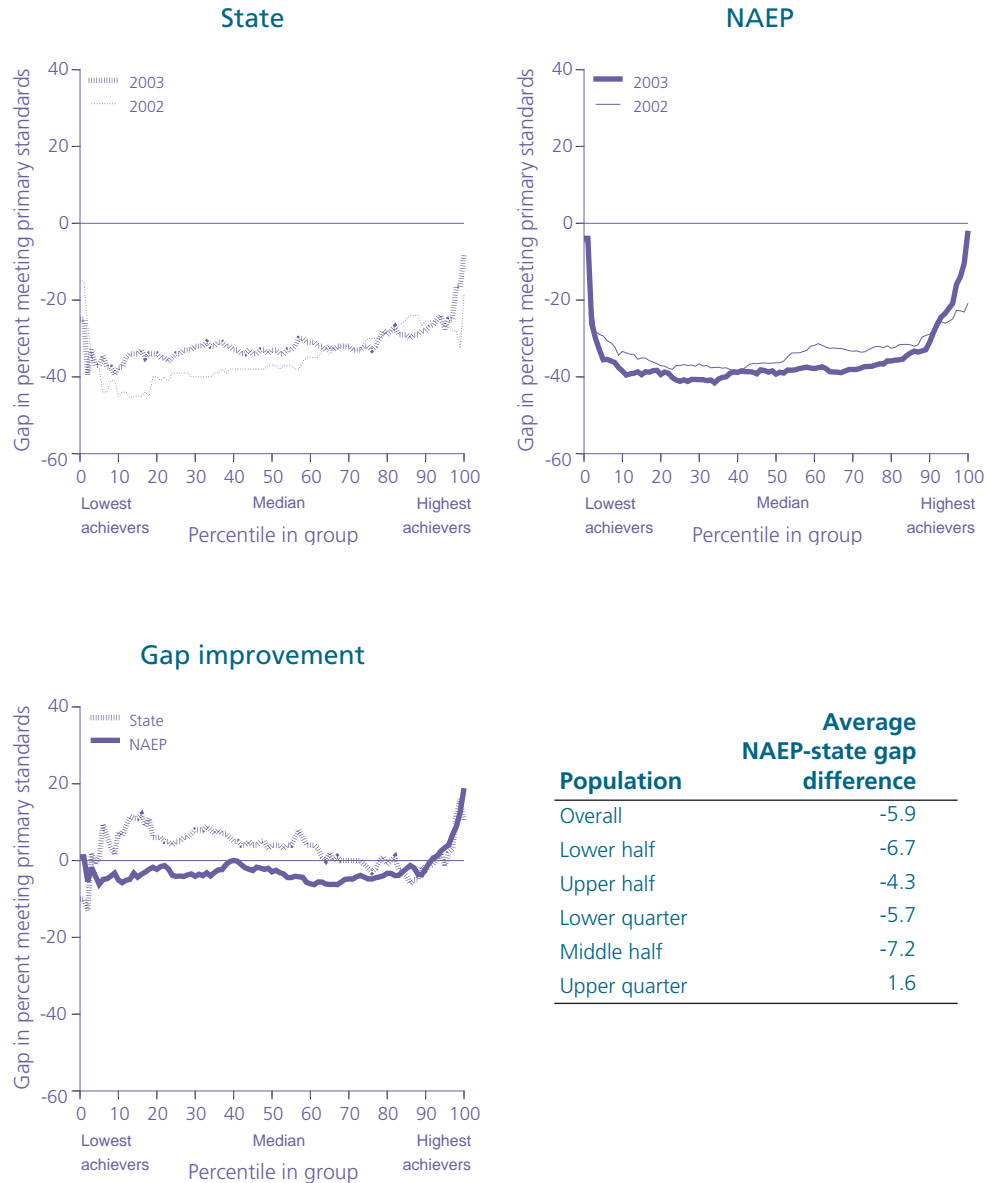 State
Gap in percent meeting primary standards
40
20
0
-20
-40
-60
2003
2002
0 10 20 30 40 50 60 70 80 90 100
Lowest achievers
Median
Highest achievers
Percentile in group
NAEP
Gap in percent meeting primary standards
40
20
0
-20
-40
-60
2003
2002
0 10 20 30 40 50 60 70 80 90 100
Lowest achievers
Median
Highest achievers
Percentile in group
Gap improvement
Gap in percent meeting primary standards
40
20
0
-20
-40
-60
State
NAEP
0 10 20 30 40 50 60 70 80 90 100
Lowest achievers
Median
Highest achievers
Percentile in group
Average
NAEP-state gap
Population difference
Overall -5.9
Lower half -6.7
Upper half -4.3
Lower quarter -5.7
Middle half -7.2
Upper quarter 1.6